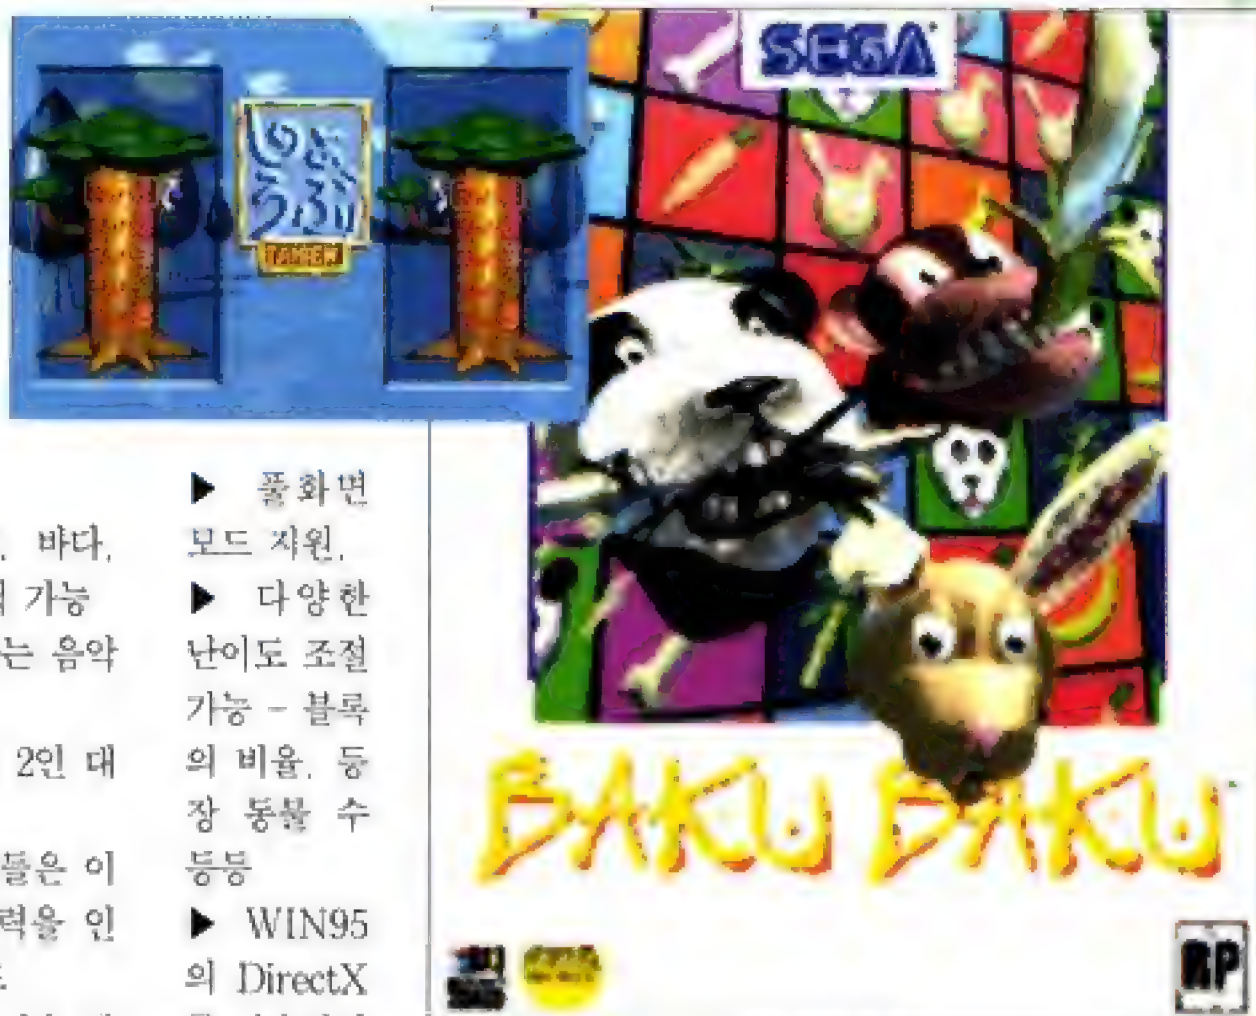 SEGA
바다,
가능
는 음악
2인 대
들은 이
력을 인
▶ 풀화면
모드 지원,
▶ 다양한
난이도 조절
가능 - 블록
의 비율, 등
장 동물 수
등등
▶ WIN95
의 DirectX
BAKU BAKU
RP